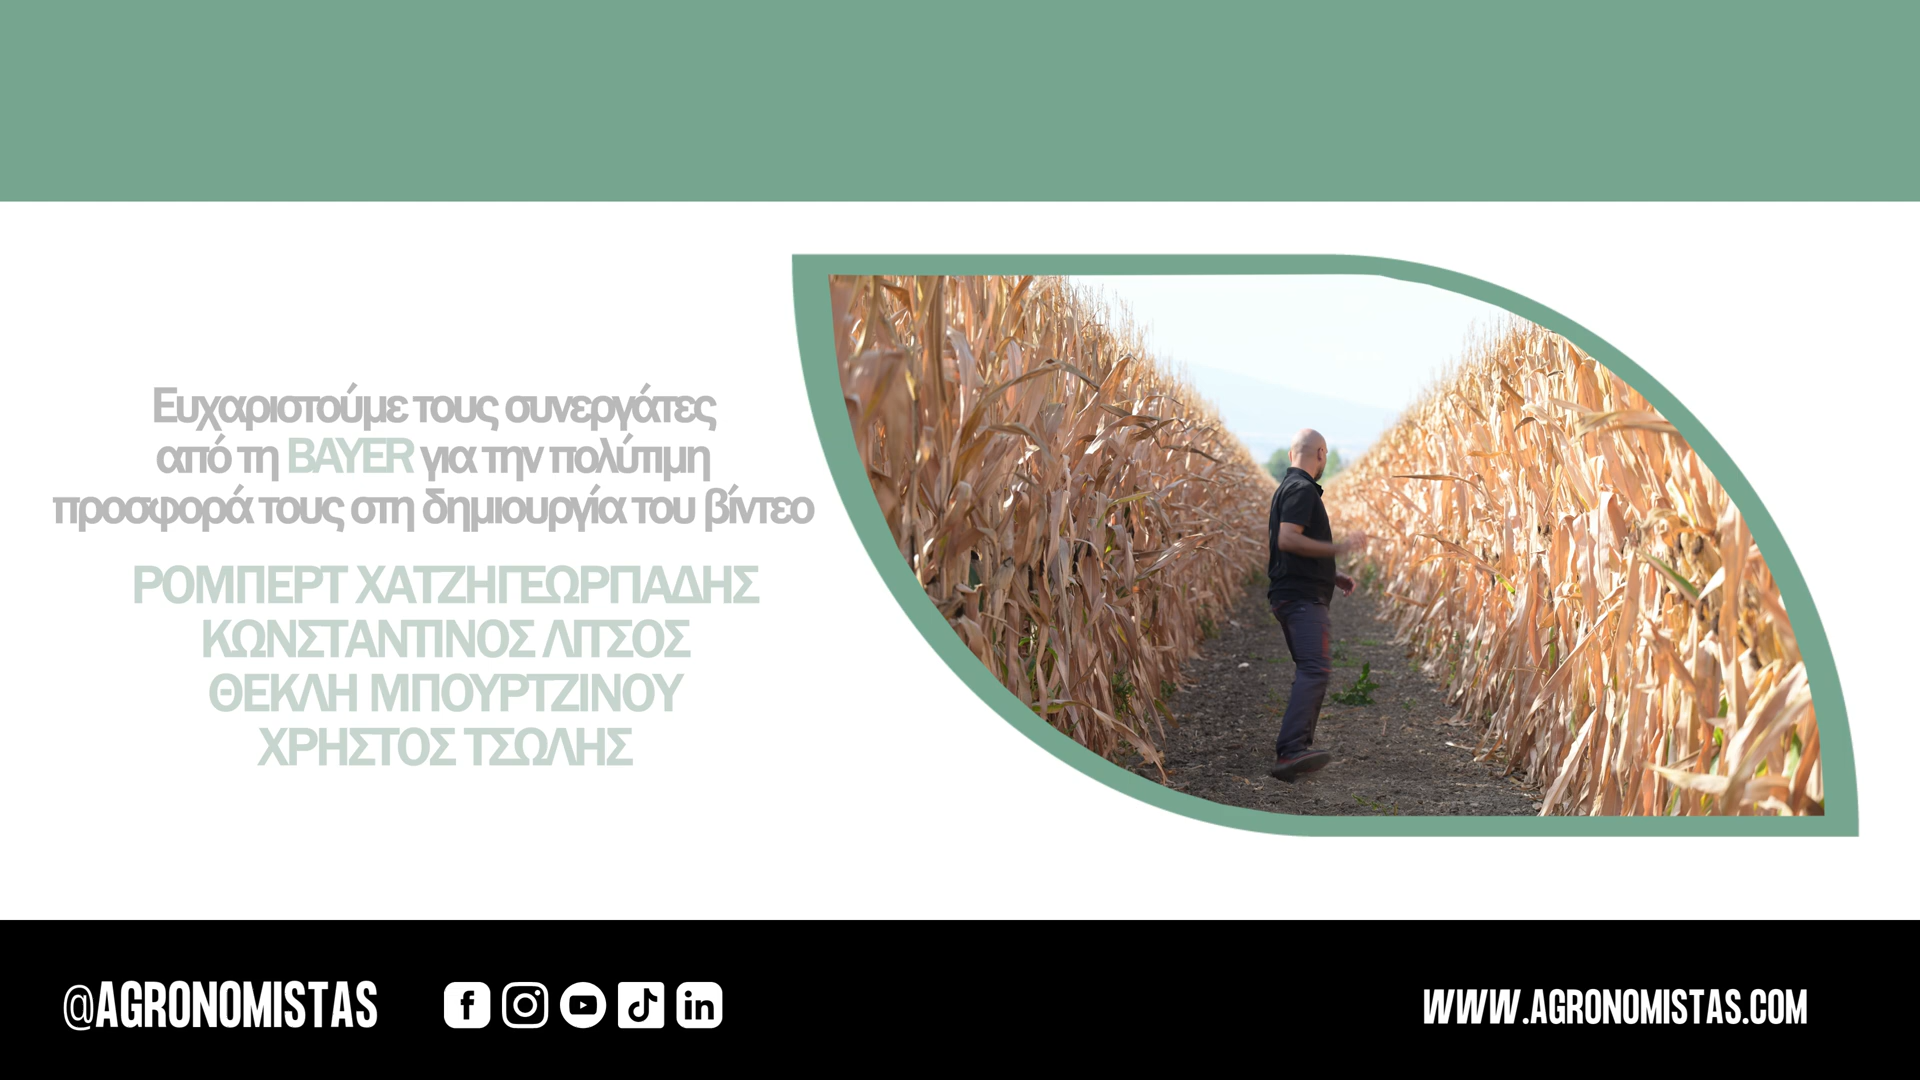 Ευχαριστούμε τους συνεργάτες
από τη BAYER για την πολύτιμη
προσφορά τους στη δημιουργία του βίντεο
ΡΟΜΠΕΡΤ ΧΑΤΖΗΓΕΩΡΓΙΑΔΗΣ
ΚΩΝΣΤΑΝΤΙΝΟΣ ΛΙΤΣΟΣ
ΘΕΚΛΗ ΜΠΟΥΡΤΖΙΝΟΥ
ΧΡΗΣΤΟΣ ΤΣΩΛΗΣ
@AGRONOMISTAS
WWW.AGRONOMISTAS.COM